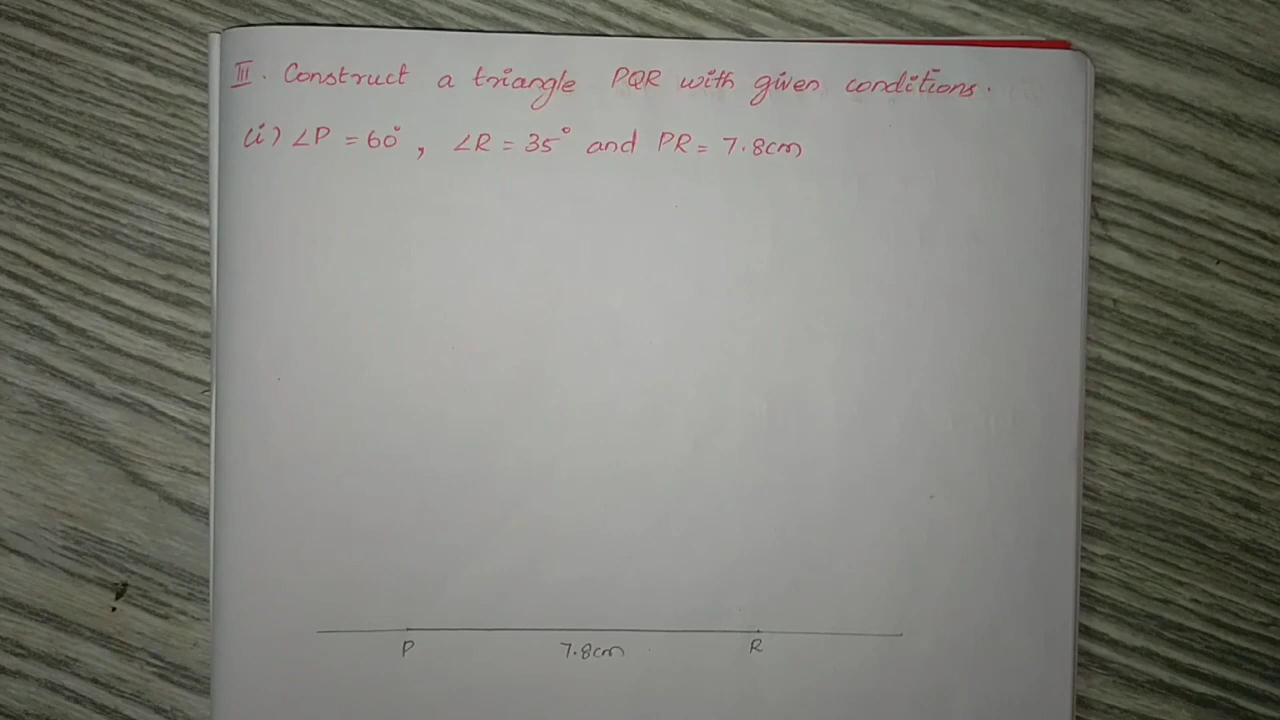 III. Construct a triangle PQR with given conditions.
(i) ∠P = 60°, ∠R = 35° and PR = 7.8cm
P 7.8cm R